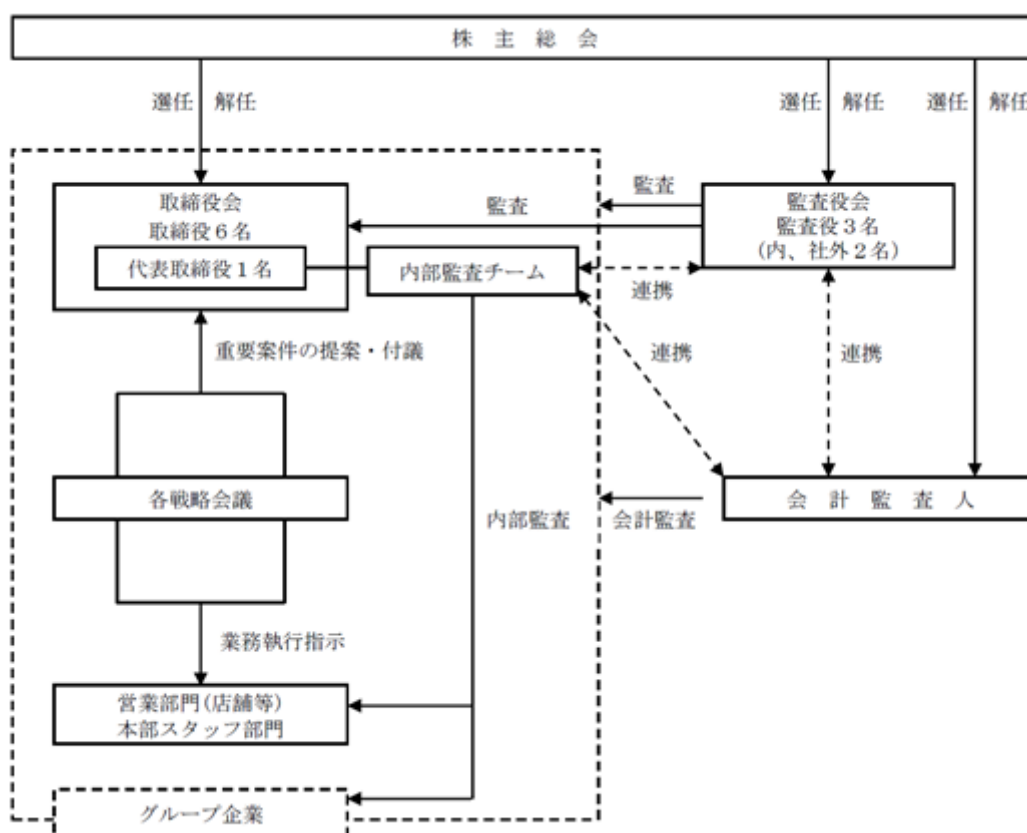 株主総会
選任 解任
選任 解任
選任 解任
取締役会
取締役6名
代表取締役1名
監査
監査
監査役会
監査役3名
(内、社外2名)
内部監査チーム
連携
連携
連携
重要案件の提案・付議
各戦略会議
内部監査
会計監査
会計監査人
業務執行指示
営業部門(店舗等)
本部スタッフ部門
グループ企業